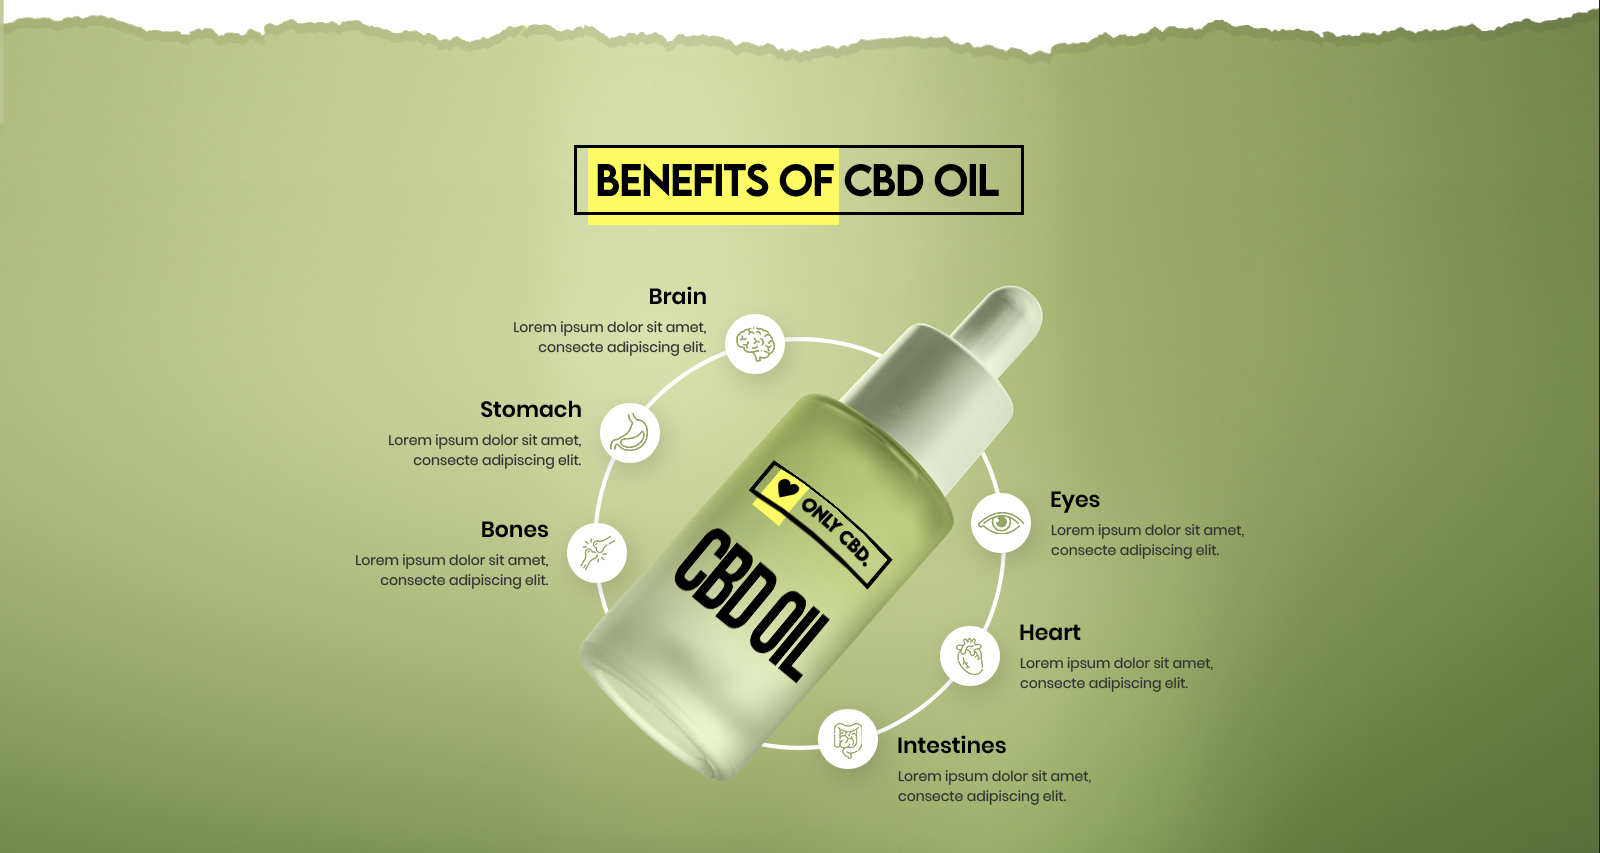 BENEFITS OF CBD OIL
Brain
Lorem ipsum dolor sit amet,
consecte adipiscing elit.
Stomach
Lorem ipsum dolor sit amet,
consecte adipiscing elit.
Bones
Lorem ipsum dolor sit amet,
consecte adipiscing elit.
ONLY CBD.
CBD OIL
Eyes
Lorem ipsum dolor sit amet,
consecte adipiscing elit.
Heart
Lorem ipsum dolor sit amet,
consecte adipiscing elit.
Intestines
Lorem ipsum dolor sit amet,
consecte adipiscing elit.